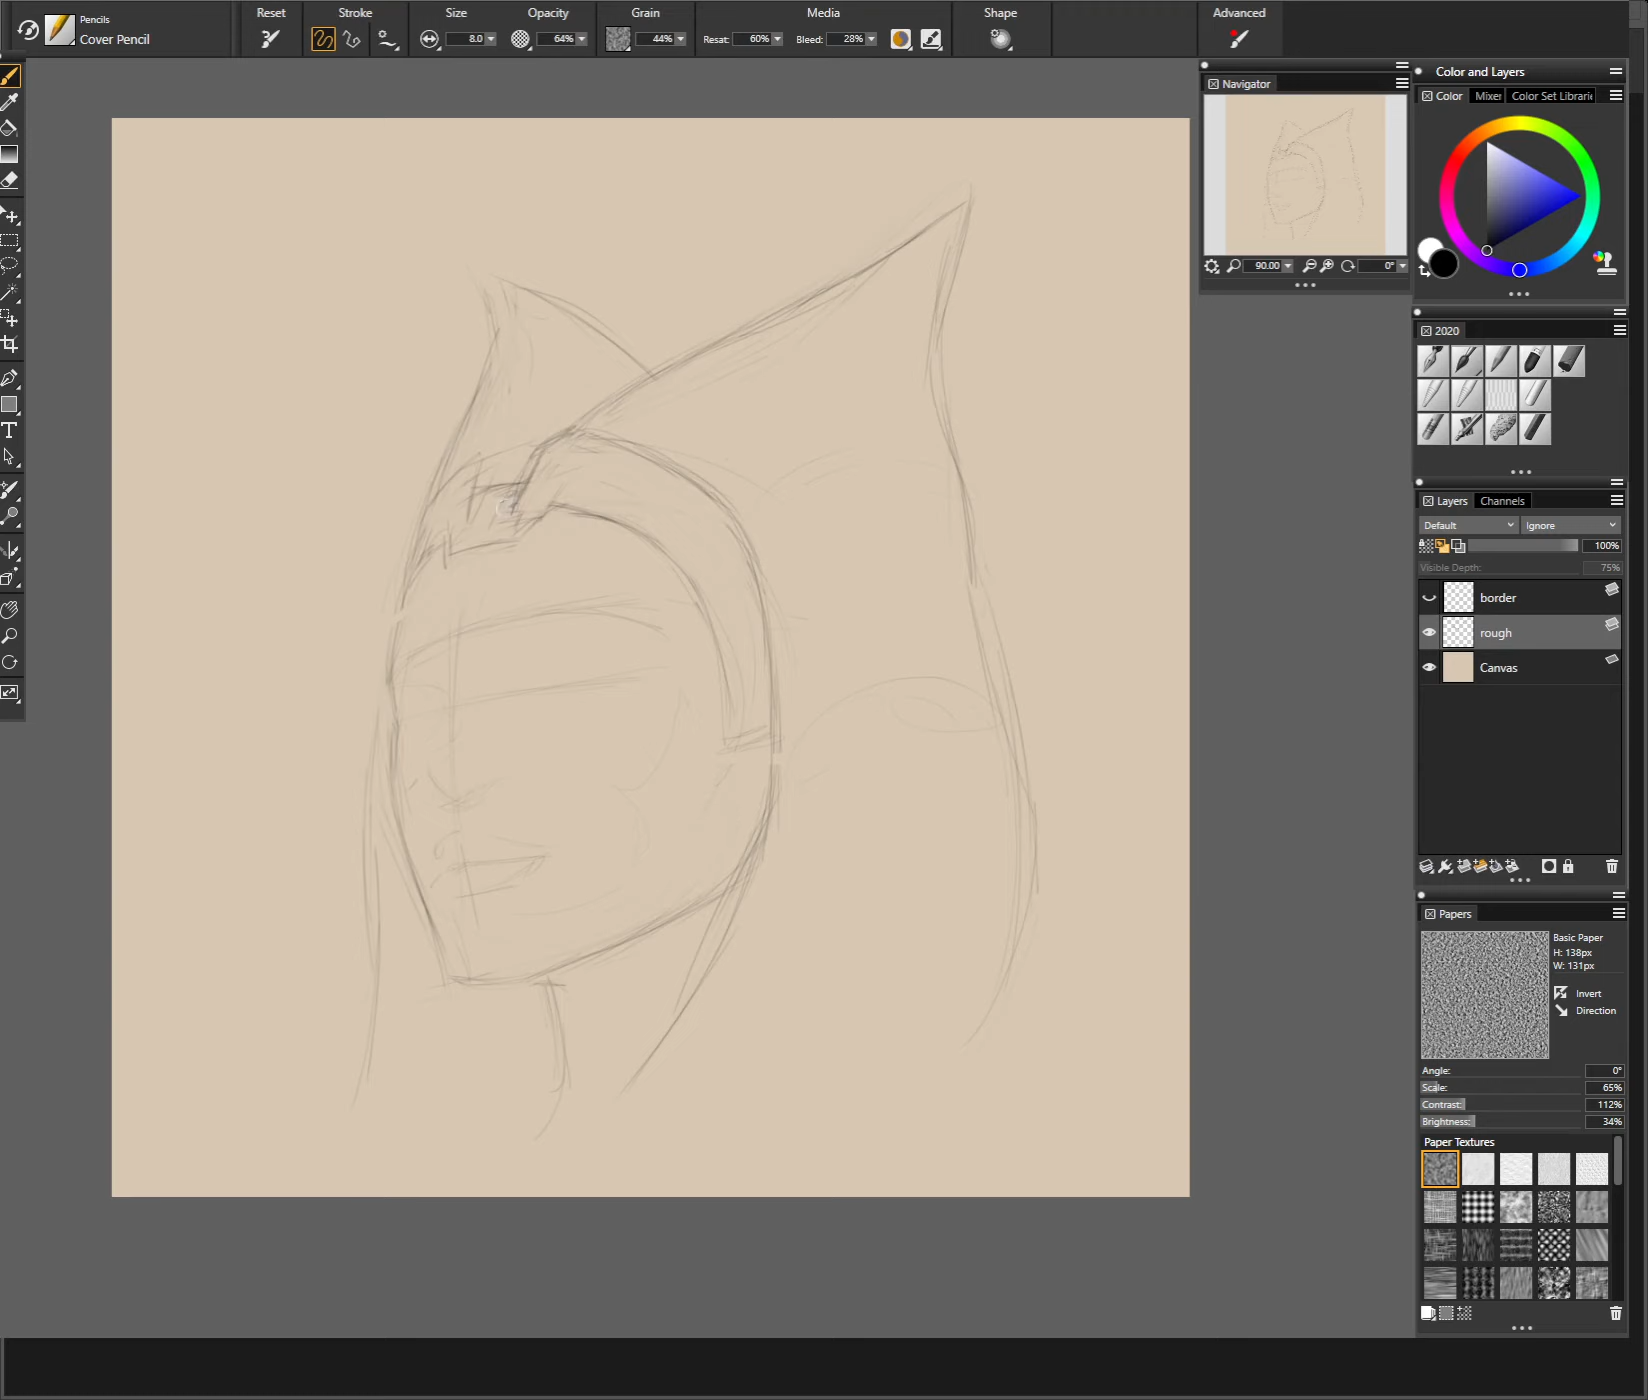 Pencils
Cover Pencil
Reset
Stroke
Size
Opacity
Grain
Media
Shape
Advanced
8.0
64%
44%
Resat: 60%
Bleed: 28%
Navigator
90.00
0°
Color and Layers
Color
Mixer
Color Set Librarie
2020
Layers
Channels
Default
Ignore
100%
Visible Depth:
75%
border
rough
Canvas
Papers
Basic Paper
H: 138px
W: 131px
Invert
Direction
Angle:
0°
Scale:
65%
Contrast:
112%
Brightness:
34%
Paper Textures